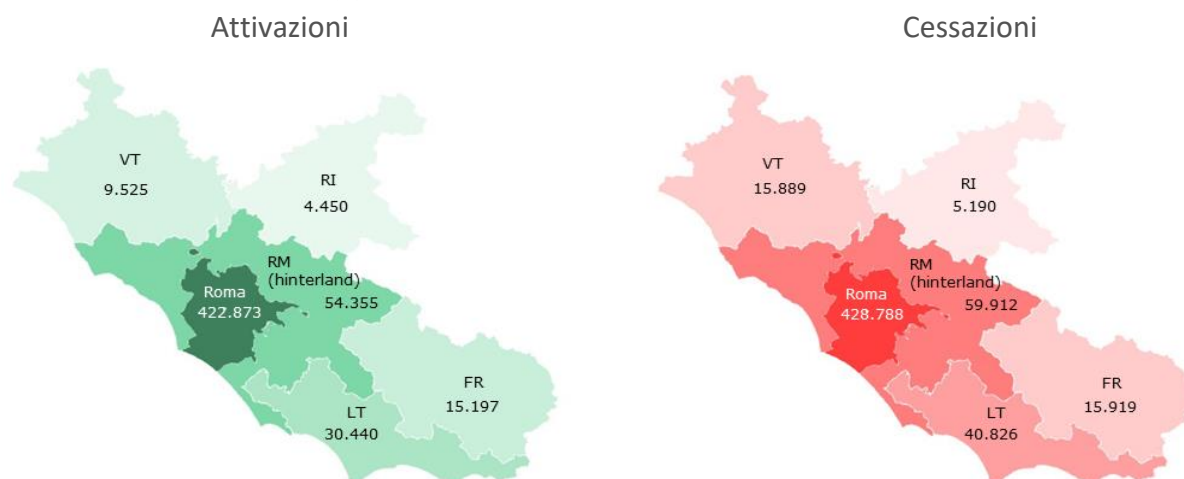 Attivazioni
VT
9.525
RI
4.450
RM
(hinterland)
54.355
Roma
422.873
FR
15.197
LT
30.440
Cessazioni
VT
15.889
RI
5.190
RM
(hinterland)
59.912
Roma
428.788
FR
15.919
LT
40.826